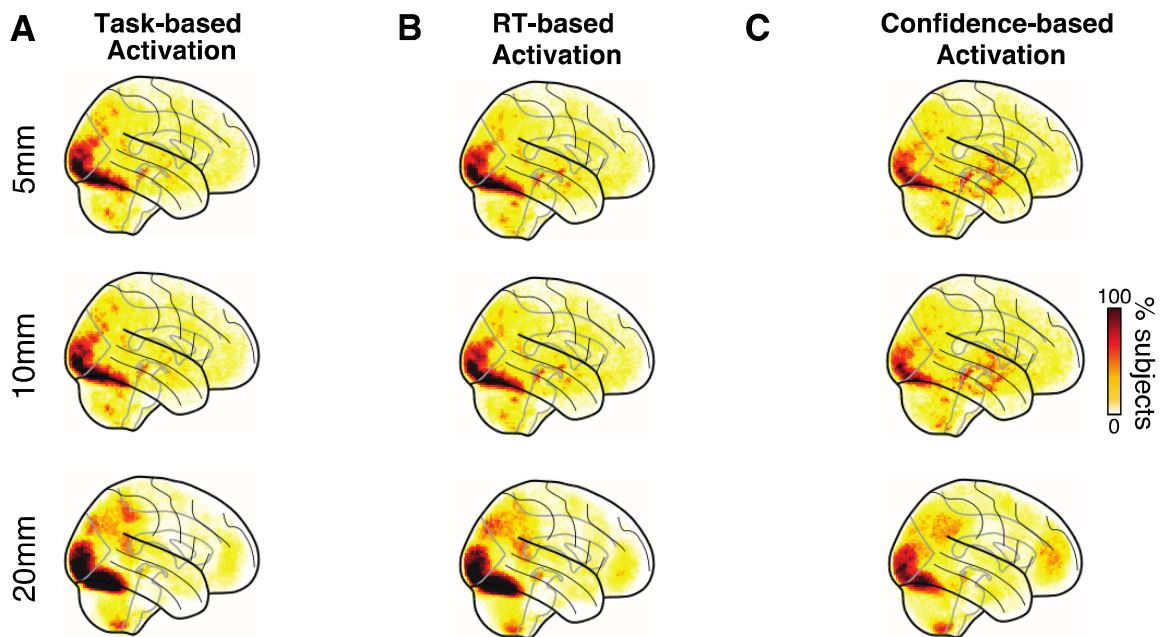 A
Task-based
Activation
B
RT-based
Activation
C
Confidence-based
Activation
5mm
10mm
100
0
% subjects
20mm